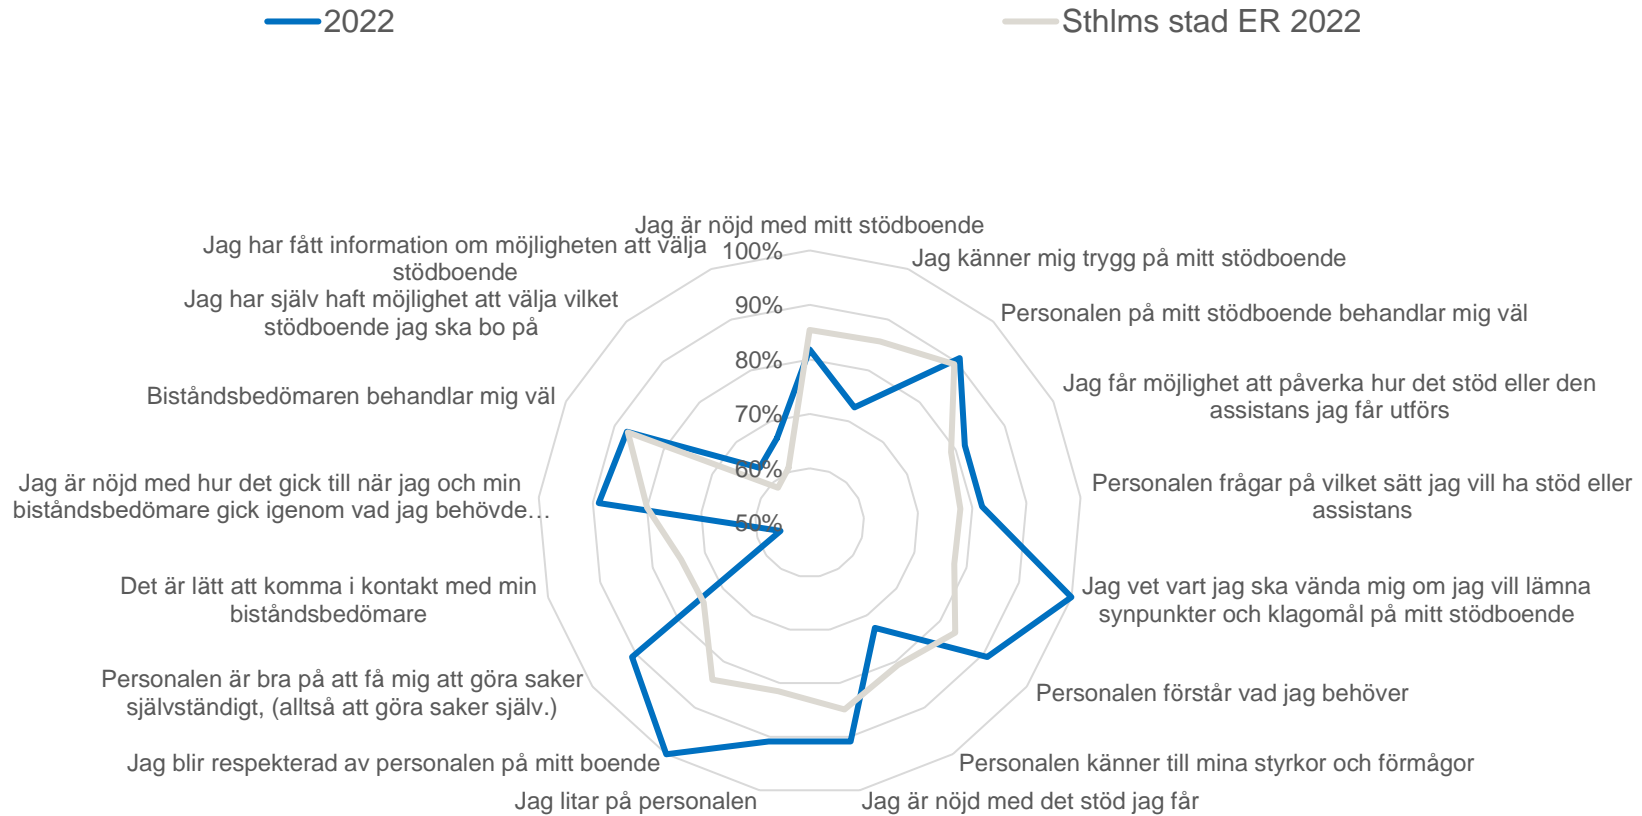 2022
Sthlms stad ER 2022
Jag är nöjd med mitt stödboende
Jag känner mig trygg på mitt stödboende
Personalen på mitt stödboende behandlar mig väl
Jag får möjlighet att påverka hur det stöd eller den
assistans jag får utförs
Personalen frågar på vilket sätt jag vill ha stöd eller
assistans
Jag vet vart jag ska vända mig om jag vill lämna
synpunkter och klagomål på mitt stödboende
Personalen förstår vad jag behöver
Personalen känner till mina styrkor och förmågor
Jag är nöjd med det stöd jag får
Jag litar på personalen
Jag blir respekterad av personalen på mitt boende
Personalen är bra på att få mig att göra saker
självständigt, (alltså att göra saker själv.)
Det är lätt att komma i kontakt med min
biståndsbedömare
Jag är nöjd med hur det gick till när jag och min
biståndsbedömare gick igenom vad jag behövde…
Biståndsbedömaren behandlar mig väl
Jag har själv haft möjlighet att välja vilket
stödboende jag ska bo på
Jag har fått information om möjligheten att välja
stödboende
100%
90%
80%
70%
60%
50%